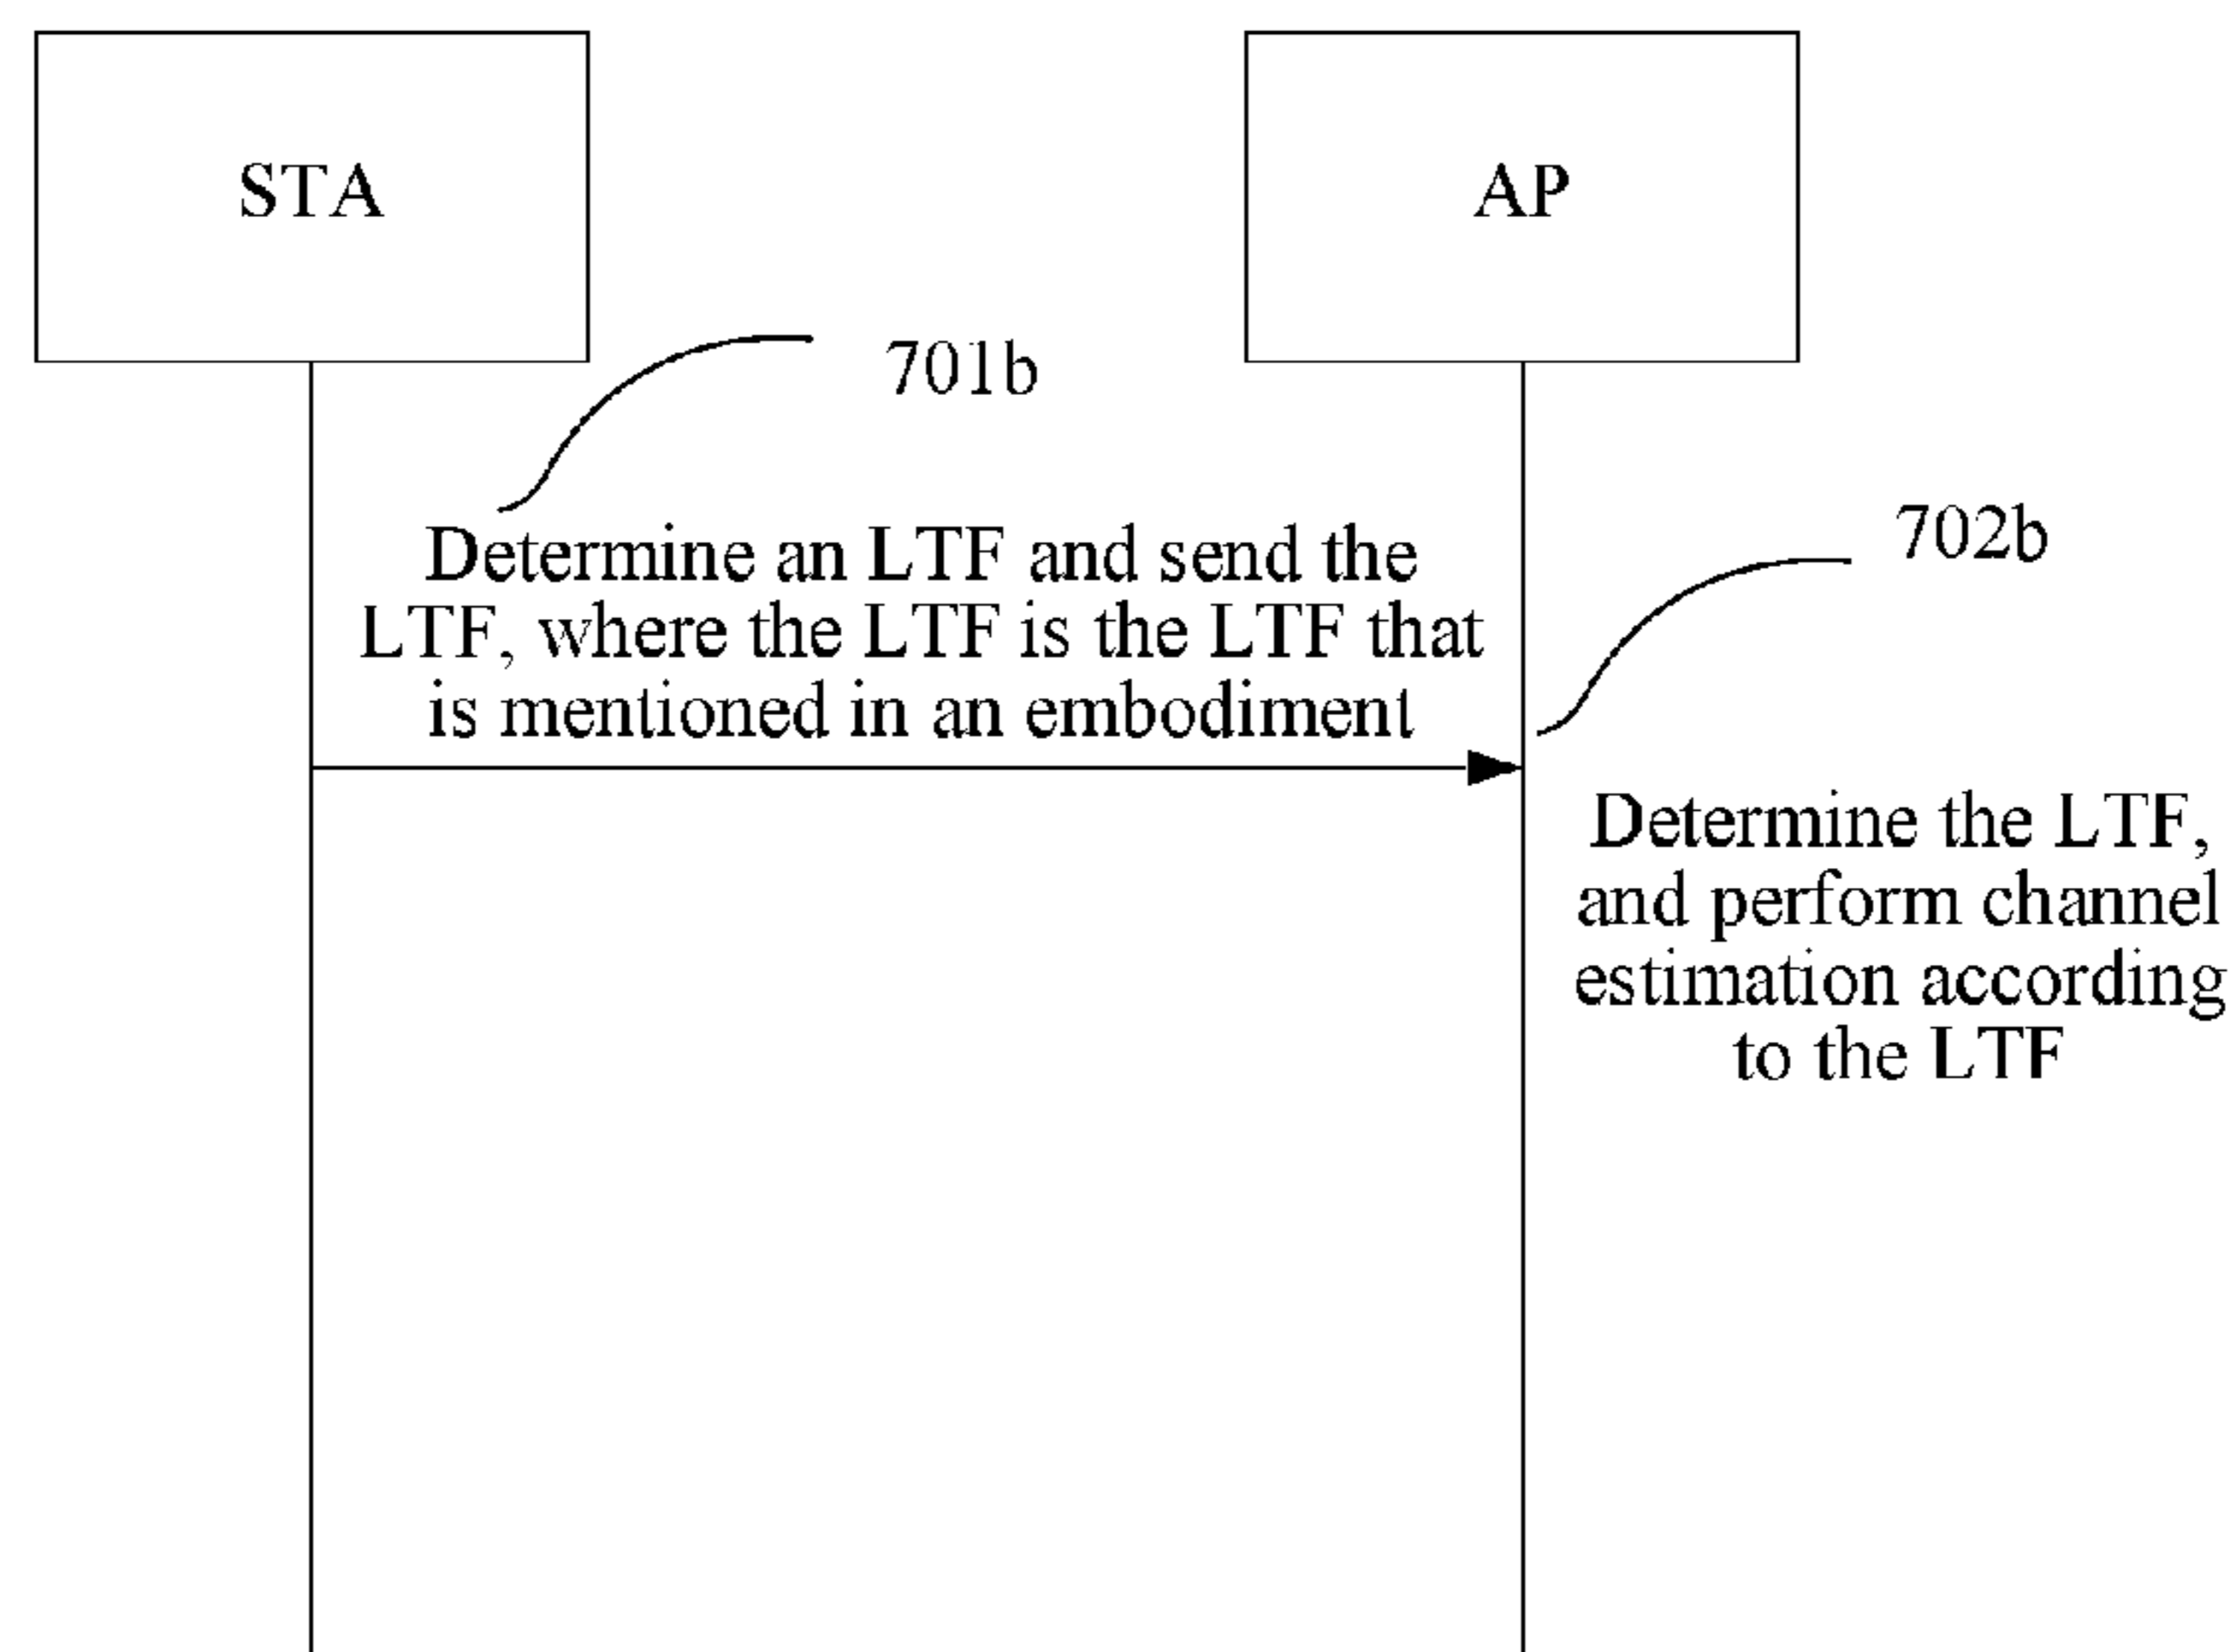 STA
AP
701b
Determine an LTF and send the
LTF, where the LTF is the LTF that
is mentioned in an embodiment
702b
Determine the LTF,
and perform channel
estimation according
to the LTF